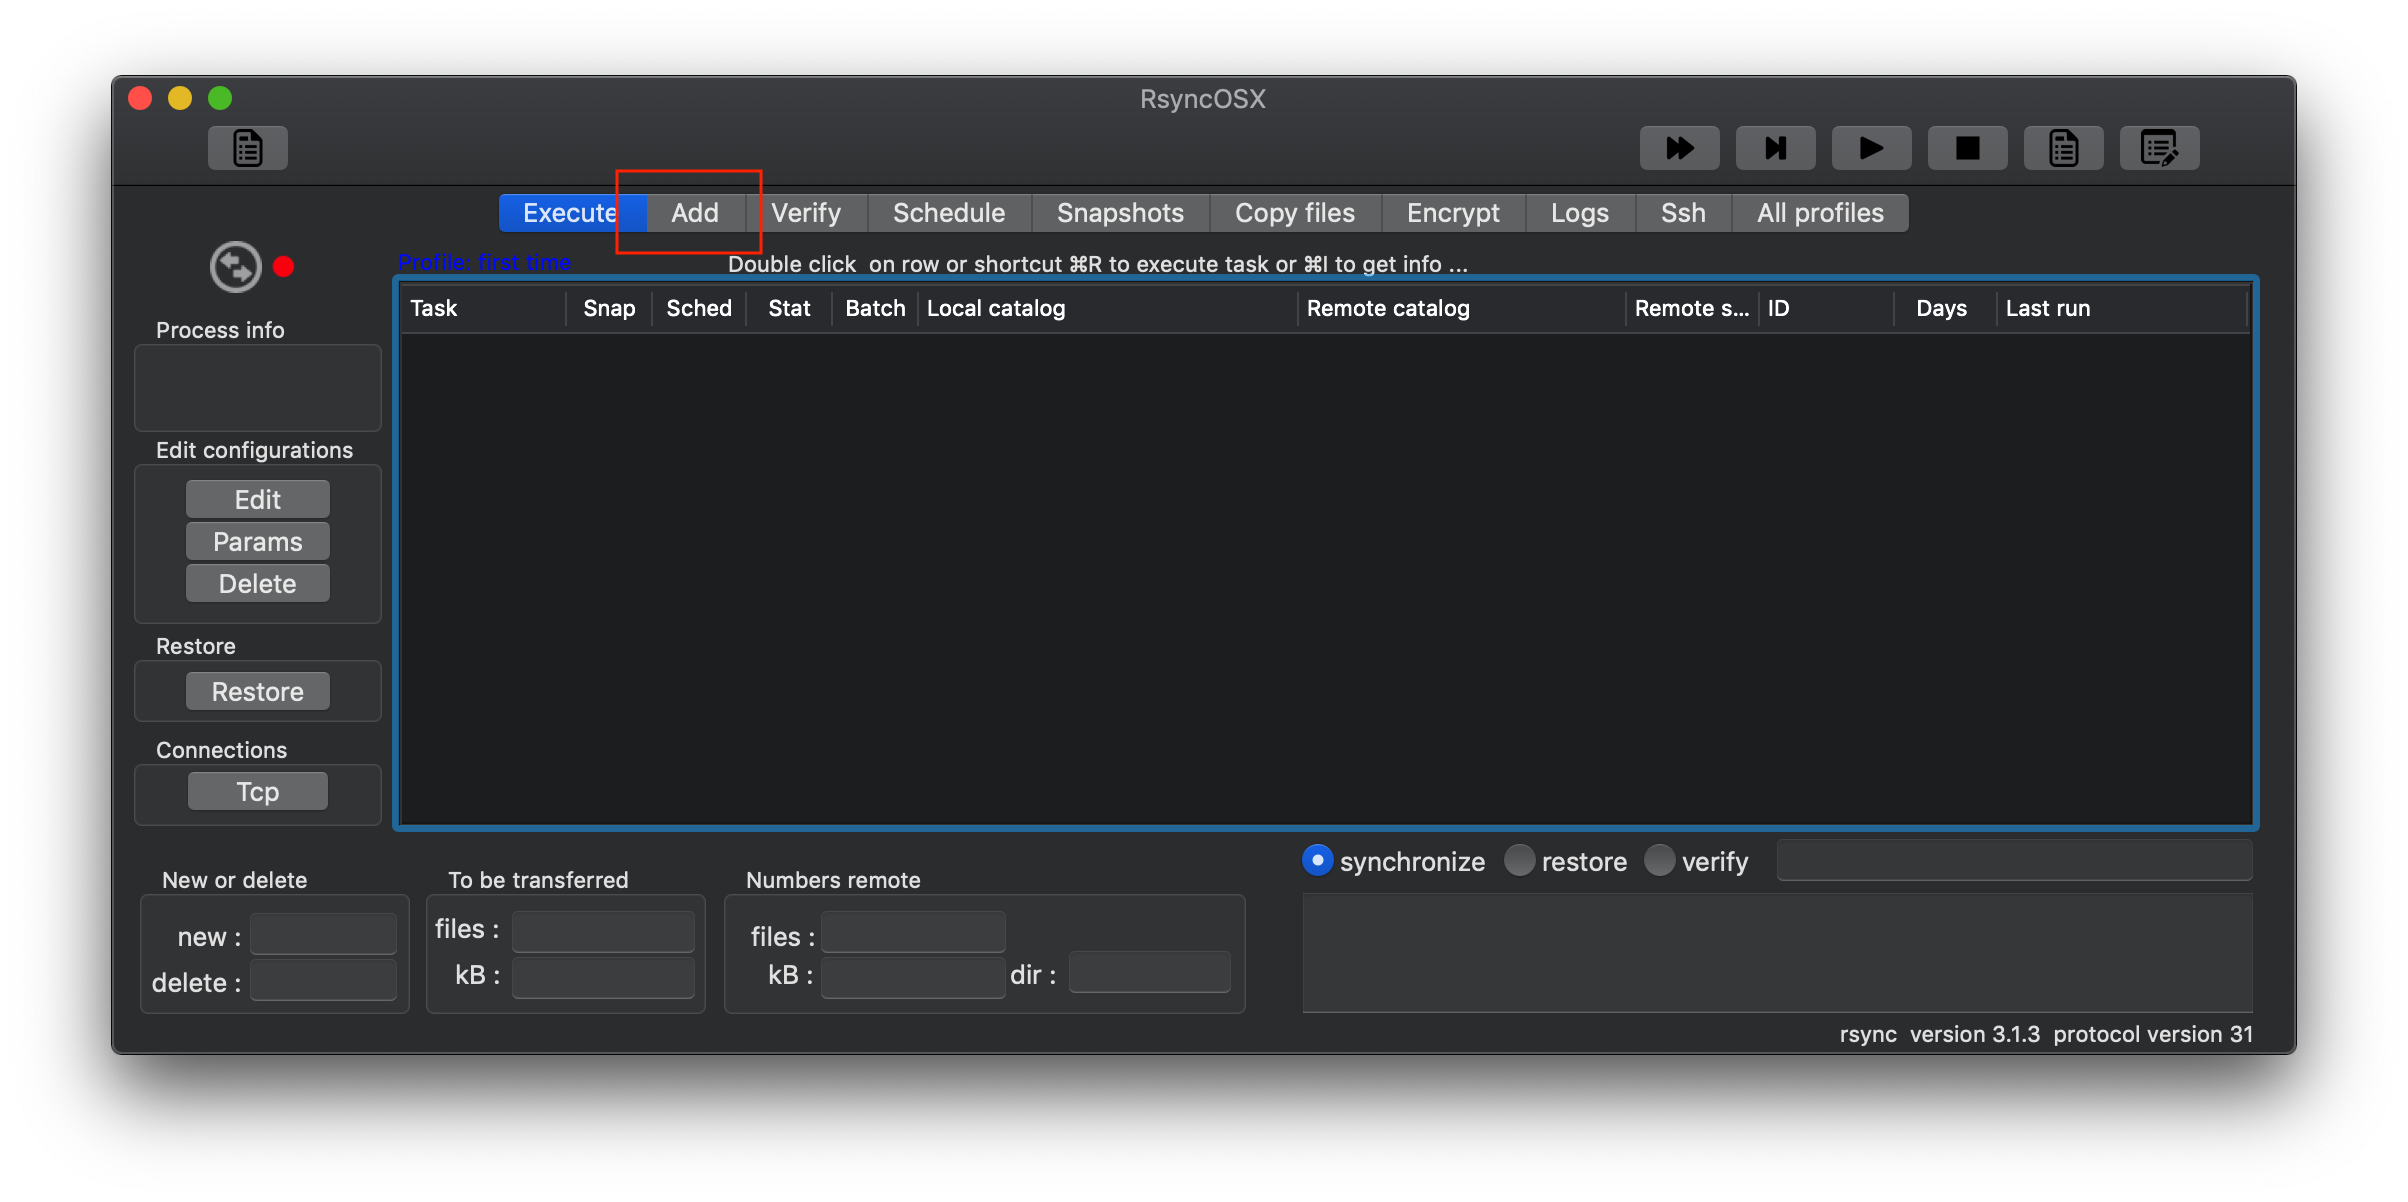 RsyncOSX
Execute Add Verify Schedule Snapshots Copy files Encrypt Logs Ssh All profiles
Profile: first time Double click on row or shortcut ⌘R to execute task or ⌘I to get info ...
Task Snap Sched Stat Batch Local catalog Remote catalog Remote s... ID Days Last run
Process info
Edit configurations
Edit
Params
Delete
Restore
Restore
Connections
Tcp
synchronize restore verify
New or delete
new :
delete :
To be transferred
files :
kB :
Numbers remote
files :
kB : dir :
rsync version 3.1.3 protocol version 31